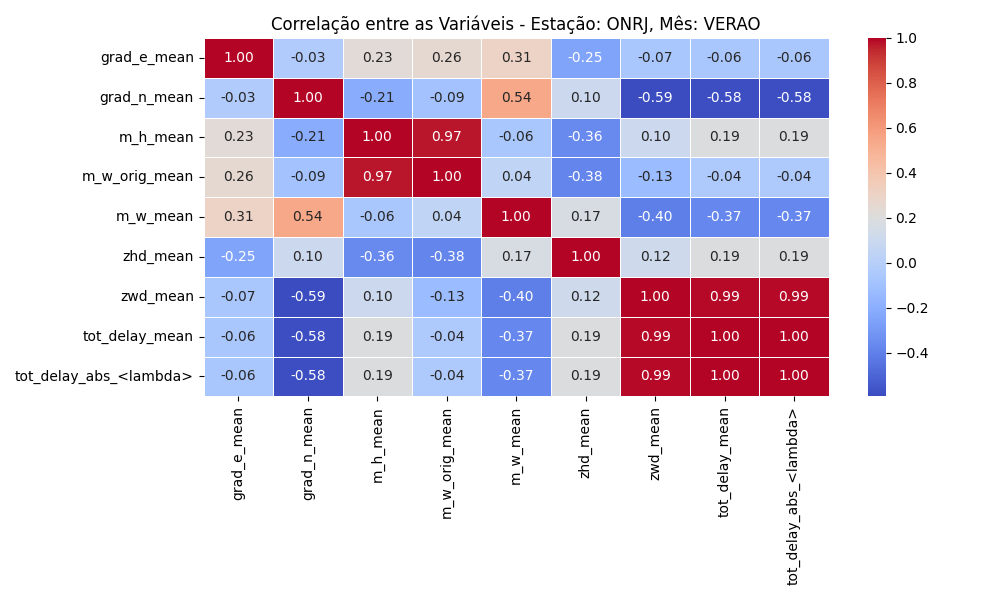 Correlação entre as Variáveis - Estação: ONRJ, Mês: VERAO
grad_e_mean 1.00 -0.03 0.23 0.26 0.31 -0.25 -0.07 -0.06 -0.06
grad_n_mean -0.03 1.00 -0.21 -0.09 0.54 0.10 -0.59 -0.58 -0.58
m_h_mean 0.23 -0.21 1.00 0.97 -0.06 -0.36 0.10 0.19 0.19
m_w_orig_mean 0.26 -0.09 0.97 1.00 0.04 -0.38 -0.13 -0.04 -0.04
m_w_mean 0.31 0.54 -0.06 0.04 1.00 0.17 -0.40 -0.37 -0.37
zhd_mean -0.25 0.10 -0.36 -0.38 0.17 1.00 0.12 0.19 0.19
zwd_mean -0.07 -0.59 0.10 -0.13 -0.40 0.12 1.00 0.99 0.99
tot_delay_mean -0.06 -0.58 0.19 -0.04 -0.37 0.19 0.99 1.00 1.00
tot_delay_abs_<lambda> -0.06 -0.58 0.19 -0.04 -0.37 0.19 0.99 1.00 1.00
grad_e_mean
grad_n_mean
m_h_mean
m_w_orig_mean
m_w_mean
zhd_mean
zwd_mean
tot_delay_mean
tot_delay_abs_<lambda>
1.0
0.8
0.6
0.4
0.2
0.0
−0.2
−0.4